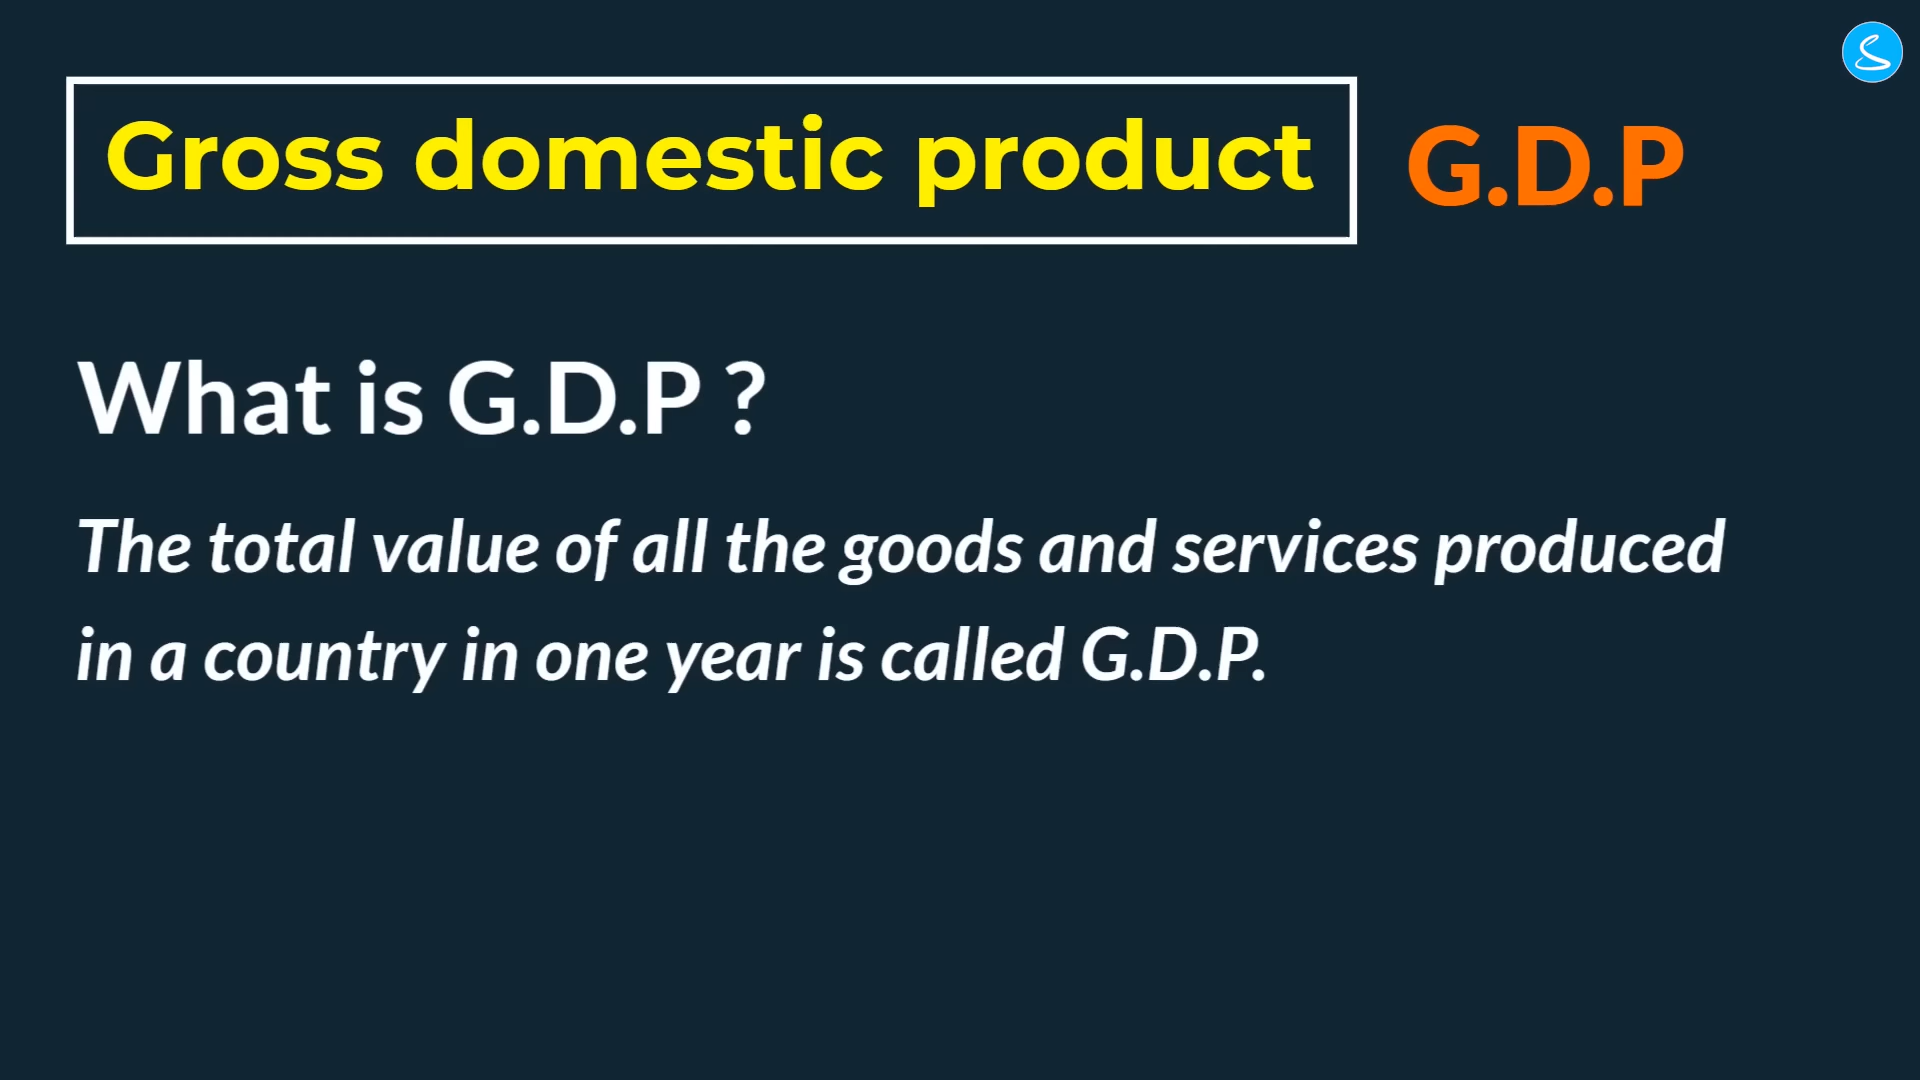 Gross domestic product G.D.P
What is G.D.P ?
The total value of all the goods and services produced
in a country in one year is called G.D.P.